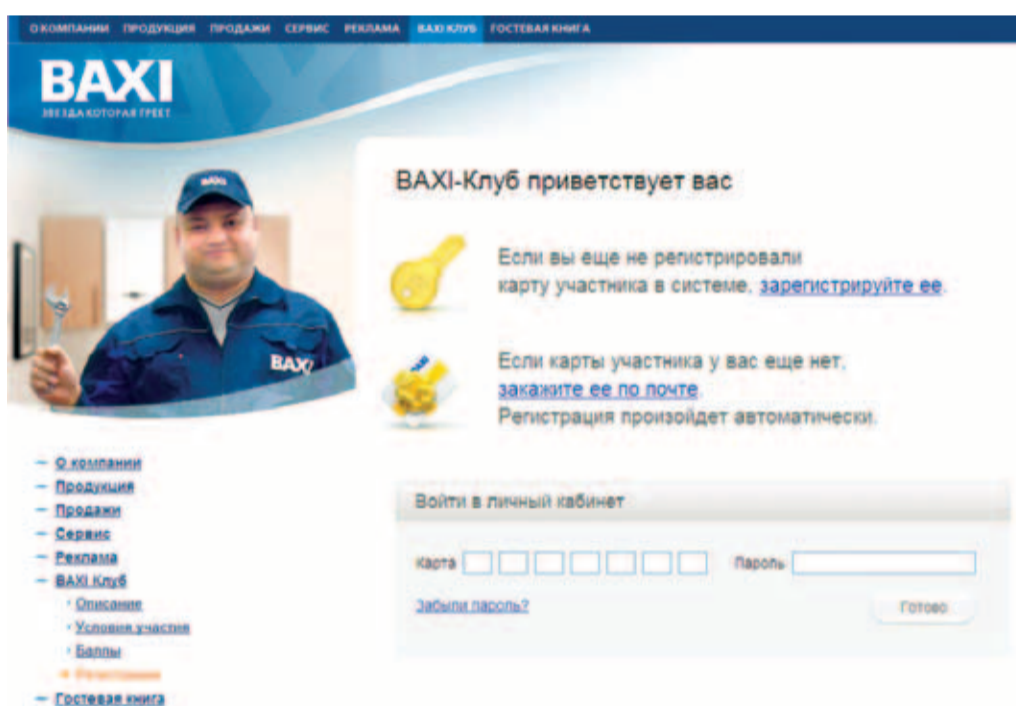 О КОМПАНИИ ПРОДУКЦИЯ ПРОДАЖИ СЕРВИС РЕКЛАМА BAXI КЛУБ ГОСТЕВАЯ КНИГА
BAXI
ЗВЕЗДА КОТОРАЯ ГРЕЕТ
BAXI
BAXI
BAXI-Клуб приветствует вас
Если вы еще не регистрировали
карту участника в системе, зарегистрируйте ее.
Если карты участника у вас еще нет,
закажите ее по почте.
Регистрация произойдет автоматически.
Войти в личный кабинет
Карта Пароль
Забыли пароль? Готово
– О компании
– Продукция
– Продажи
– Сервис
– Реклама
– BAXI Клуб
· Описание
· Условия участия
· Баллы
Регистрация
– Гостевая книга